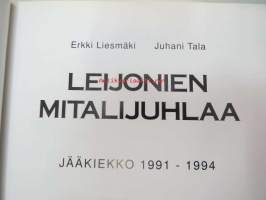 Erkki Liesmäki Juhani Tala
LEIJONIEN
MITALIJUHLAA
JÄÄKIEKKO 1991 - 1994